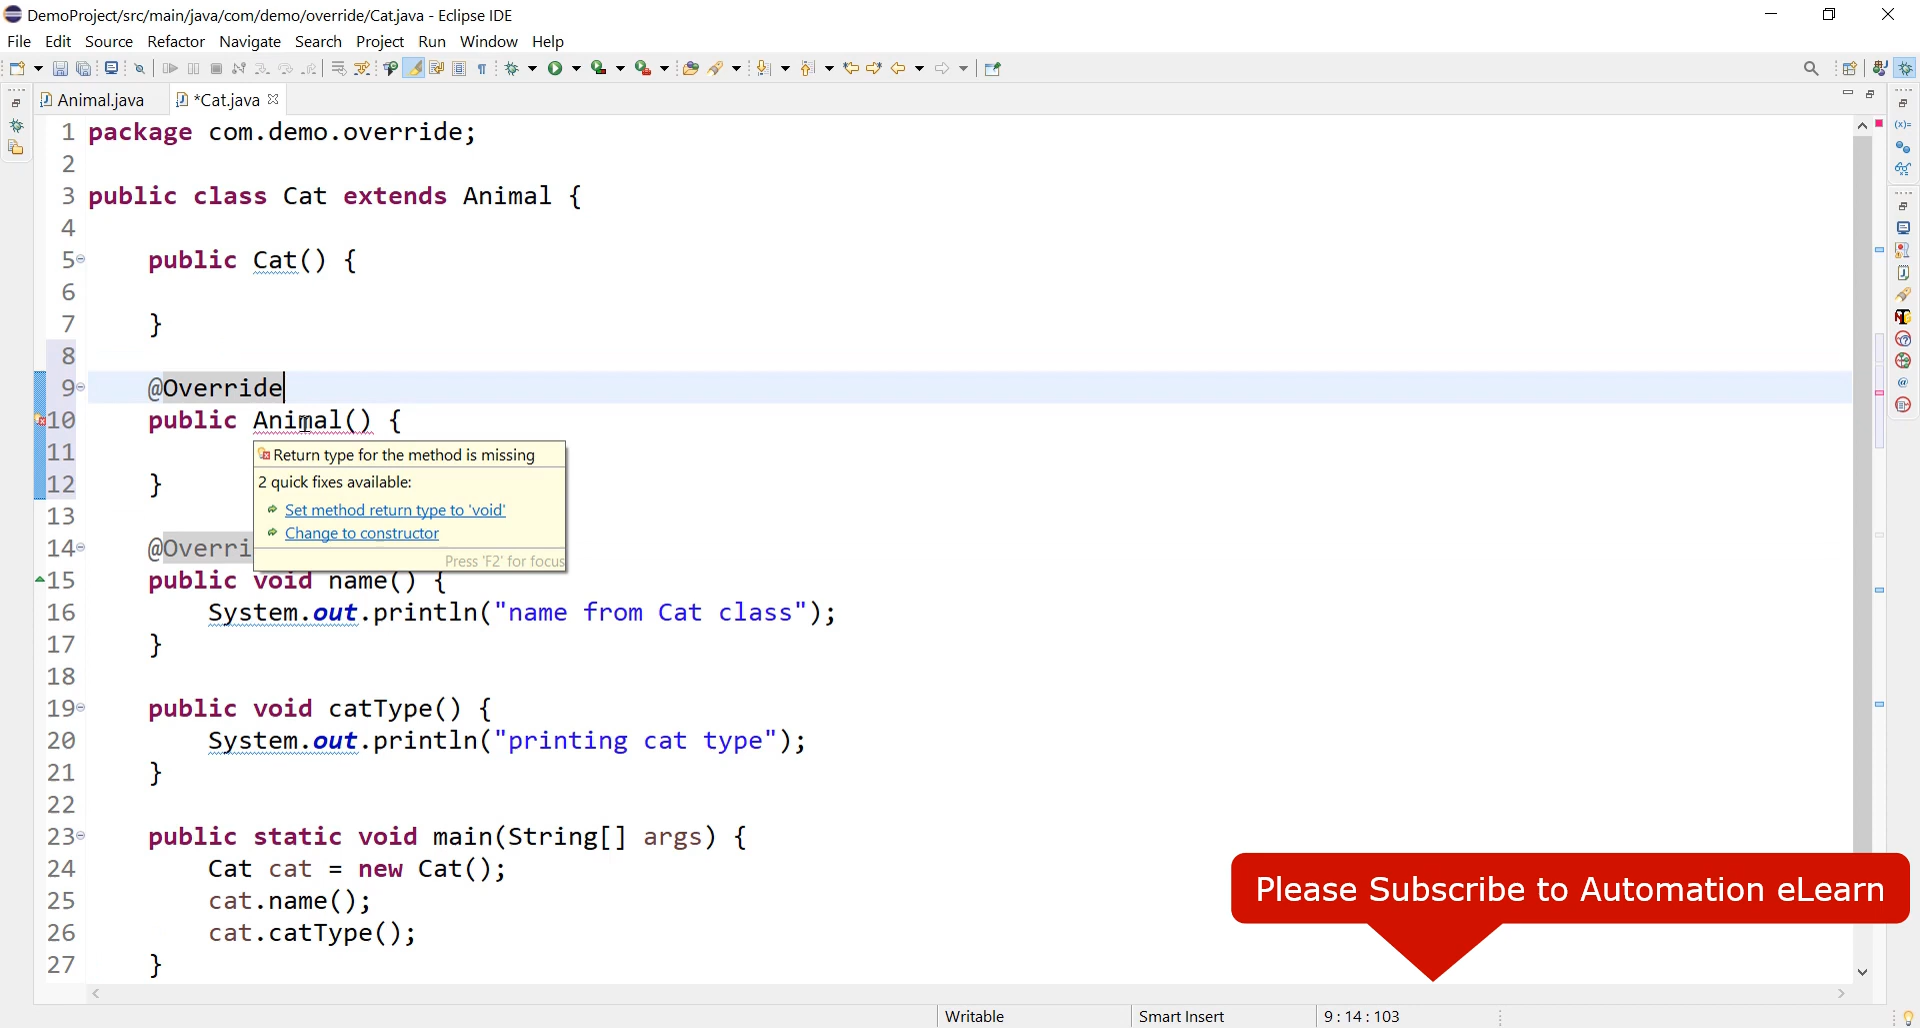 DemoProject/src/main/java/com/demo/override/Cat.java - Eclipse IDE
File Edit Source Refactor Navigate Search Project Run Window Help
Animal.java *Cat.java
1 package com.demo.override;
2
3 public class Cat extends Animal {
4
5 public Cat() {
6
7 }
8
9 @Override
10 public Animal() {
11
12 }
13
14 @Overri
15 public void name() {
16 System.out.println("name from Cat class");
17 }
18
19 public void catType() {
20 System.out.println("printing cat type");
21 }
22
23 public static void main(String[] args) {
24 Cat cat = new Cat();
25 cat.name();
26 cat.catType();
27 }
Return type for the method is missing
2 quick fixes available:
Set method return type to 'void'
Change to constructor
Press 'F2' for focus
Please Subscribe to Automation eLearn
Writable Smart Insert 9 : 14 : 103